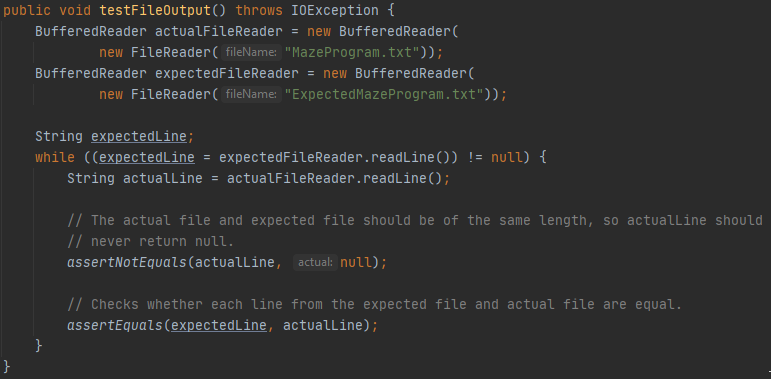 public void testFileOutput() throws IOException {
    BufferedReader actualFileReader = new BufferedReader(
            new FileReader( fileName: "MazeProgram.txt"));
    BufferedReader expectedFileReader = new BufferedReader(
            new FileReader( fileName: "ExpectedMazeProgram.txt"));

    String expectedLine;
    while ((expectedLine = expectedFileReader.readLine()) != null) {
        String actualLine = actualFileReader.readLine();

        // The actual file and expected file should be of the same length, so actualLine should
        // never return null.
        assertNotEquals(actualLine, actual: null);

        // Checks whether each line from the expected file and actual file are equal.
        assertEquals(expectedLine, actualLine);
    }
}